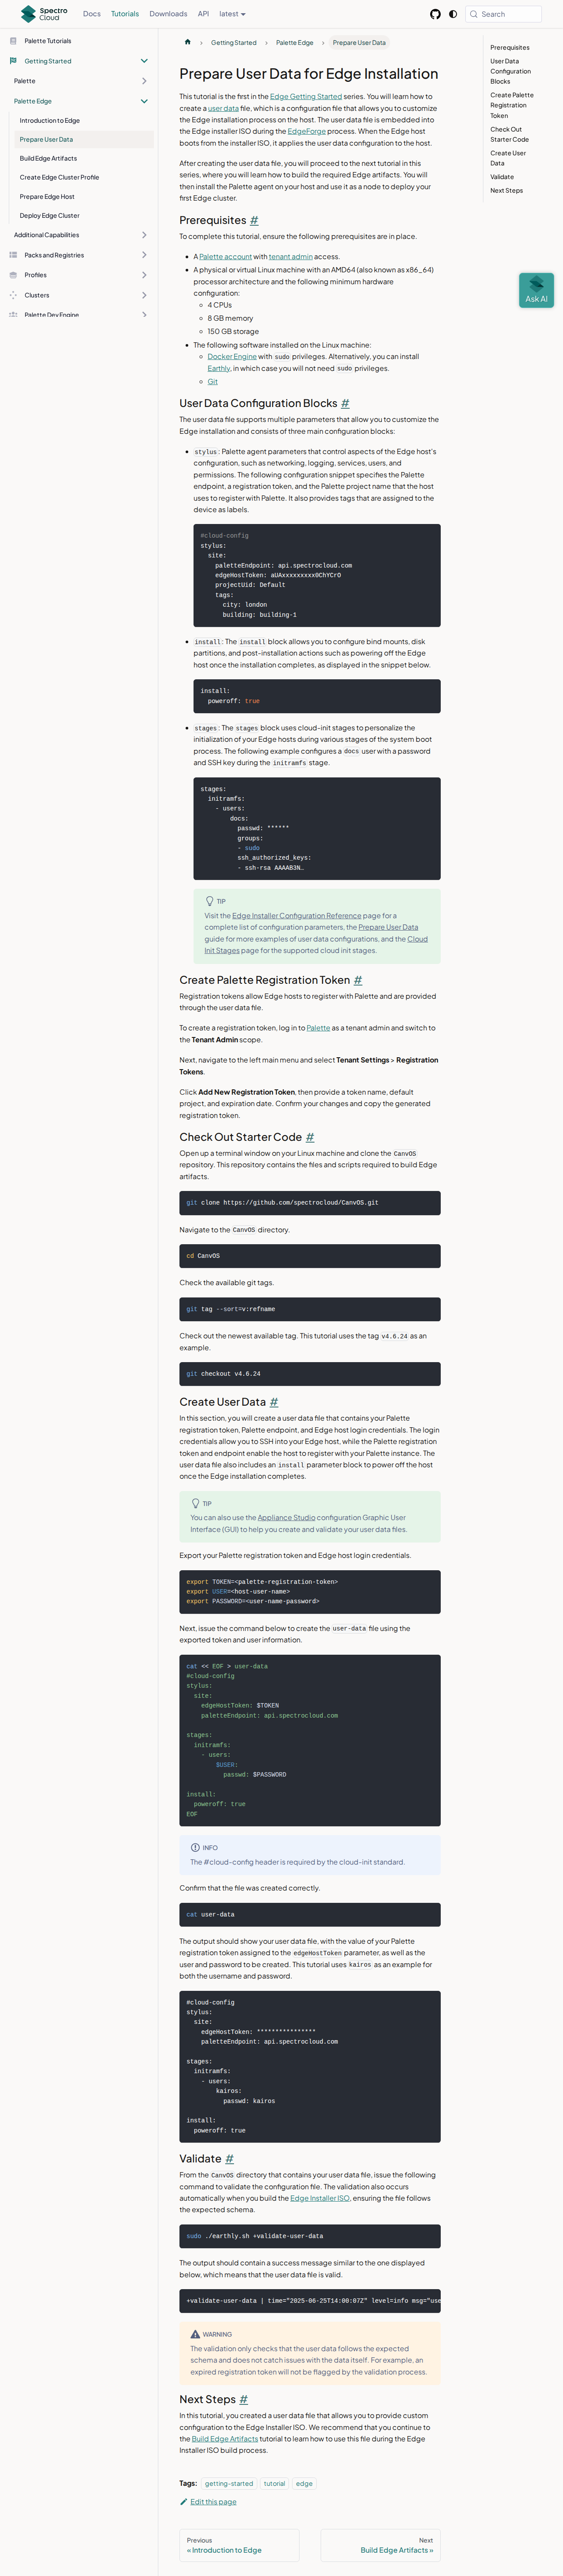 Spectro Cloud
Docs
Tutorials
Downloads
API
latest
Search
Palette Tutorials
Getting Started
Palette
Palette Edge
Introduction to Edge
Prepare User Data
Build Edge Artifacts
Create Edge Cluster Profile
Prepare Edge Host
Deploy Edge Cluster
Additional Capabilities
Packs and Registries
Profiles
Clusters
Palette Dev Engine
Getting Started
Palette Edge
Prepare User Data
Prepare User Data for Edge Installation
This tutorial is the first in the Edge Getting Started series. You will learn how to
create a user data file, which is a configuration file that allows you to customize
the Edge installation process on the host. The user data file is embedded into
the Edge installer ISO during the EdgeForge process. When the Edge host
boots from the installer ISO, it applies the user data configuration to the host.
After creating the user data file, you will proceed to the next tutorial in this
series, where you will learn how to build the required Edge artifacts. You will
then install the Palette agent on your host and use it as a node to deploy your
first Edge cluster.
Prerequisites #
To complete this tutorial, ensure the following prerequisites are in place.
A Palette account with tenant admin access.
A physical or virtual Linux machine with an AMD64 (also known as x86_64)
processor architecture and the following minimum hardware
configuration:
4 CPUs
8 GB memory
150 GB storage
The following software installed on the Linux machine:
Docker Engine with sudo privileges. Alternatively, you can install
Earthly, in which case you will not need sudo privileges.
Git
User Data Configuration Blocks #
The user data file supports multiple parameters that allow you to customize the
Edge installation and consists of three main configuration blocks:
stylus: Palette agent parameters that control aspects of the Edge host's
configuration, such as networking, logging, services, users, and
permissions. The following configuration snippet specifies the Palette
endpoint, a registration token, and the Palette project name that the host
uses to register with Palette. It also provides tags that are assigned to the
device as labels.
#cloud-config
stylus:
  site:
    paletteEndpoint: api.spectrocloud.com
    edgeHostToken: aUAxxxxxxxxx0ChYCrO
    projectUid: Default
    tags:
      city: london
      building: building-1
install: The install block allows you to configure bind mounts, disk
partitions, and post-installation actions such as powering off the Edge
host once the installation completes, as displayed in the snippet below.
install:
  poweroff: true
stages: The stages block uses cloud-init stages to personalize the
initialization of your Edge hosts during various stages of the system boot
process. The following example configures a docs user with a password
and SSH key during the initramfs stage.
stages:
  initramfs:
    - users:
        docs:
          passwd: ******
          groups:
          - sudo
          ssh_authorized_keys:
          - ssh-rsa AAAAB3N…
TIP
Visit the Edge Installer Configuration Reference page for a
complete list of configuration parameters, the Prepare User Data
guide for more examples of user data configurations, and the Cloud
Init Stages page for the supported cloud init stages.
Create Palette Registration Token #
Registration tokens allow Edge hosts to register with Palette and are provided
through the user data file.
To create a registration token, log in to Palette as a tenant admin and switch to
the Tenant Admin scope.
Next, navigate to the left main menu and select Tenant Settings > Registration
Tokens.
Click Add New Registration Token, then provide a token name, default
project, and expiration date. Confirm your changes and copy the generated
registration token.
Check Out Starter Code #
Open up a terminal window on your Linux machine and clone the CanvOS
repository. This repository contains the files and scripts required to build Edge
artifacts.
git clone https://github.com/spectrocloud/CanvOS.git
Navigate to the CanvOS directory.
cd CanvOS
Check the available git tags.
git tag --sort=v:refname
Check out the newest available tag. This tutorial uses the tag v4.6.24 as an
example.
git checkout v4.6.24
Create User Data #
In this section, you will create a user data file that contains your Palette
registration token, Palette endpoint, and Edge host login credentials. The login
credentials allow you to SSH into your Edge host, while the Palette registration
token and endpoint enable the host to register with your Palette instance. The
user data file also includes an install parameter block to power off the host
once the Edge installation completes.
TIP
You can also use the Appliance Studio configuration Graphic User
Interface (GUI) to help you create and validate your user data files.
Export your Palette registration token and Edge host login credentials.
export TOKEN=<palette-registration-token>
export USER=<host-user-name>
export PASSWORD=<user-name-password>
Next, issue the command below to create the user-data file using the
exported token and user information.
cat << EOF > user-data
#cloud-config
stylus:
  site:
    edgeHostToken: $TOKEN
    paletteEndpoint: api.spectrocloud.com
stages:
  initramfs:
    - users:
        $USER:
          passwd: $PASSWORD
install:
  poweroff: true
EOF
INFO
The #cloud-config header is required by the cloud-init standard.
Confirm that the file was created correctly.
cat user-data
The output should show your user data file, with the value of your Palette
registration token assigned to the edgeHostToken parameter, as well as the
user and password to be created. This tutorial uses kairos as an example for
both the username and password.
#cloud-config
stylus:
  site:
    edgeHostToken: ****************
    paletteEndpoint: api.spectrocloud.com
stages:
  initramfs:
    - users:
        kairos:
          passwd: kairos
install:
  poweroff: true
Validate #
From the CanvOS directory that contains your user data file, issue the following
command to validate the configuration file. The validation also occurs
automatically when you build the Edge Installer ISO, ensuring the file follows
the expected schema.
sudo ./earthly.sh +validate-user-data
The output should contain a success message similar to the one displayed
below, which means that the user data file is valid.
+validate-user-data | time="2025-06-25T14:00:07Z" level=info msg="use
WARNING
The validation only checks that the user data follows the expected
schema and does not catch issues with the data itself. For example, an
expired registration token will not be flagged by the validation process.
Next Steps #
In this tutorial, you created a user data file that allows you to provide custom
configuration to the Edge Installer ISO. We recommend that you continue to
the Build Edge Artifacts tutorial to learn how to use this file during the Edge
Installer ISO build process.
Tags: getting-started tutorial edge
Edit this page
Previous
« Introduction to Edge
Next
Build Edge Artifacts »
Prerequisites
User Data
Configuration
Blocks
Create Palette
Registration
Token
Check Out
Starter Code
Create User
Data
Validate
Next Steps
Ask AI